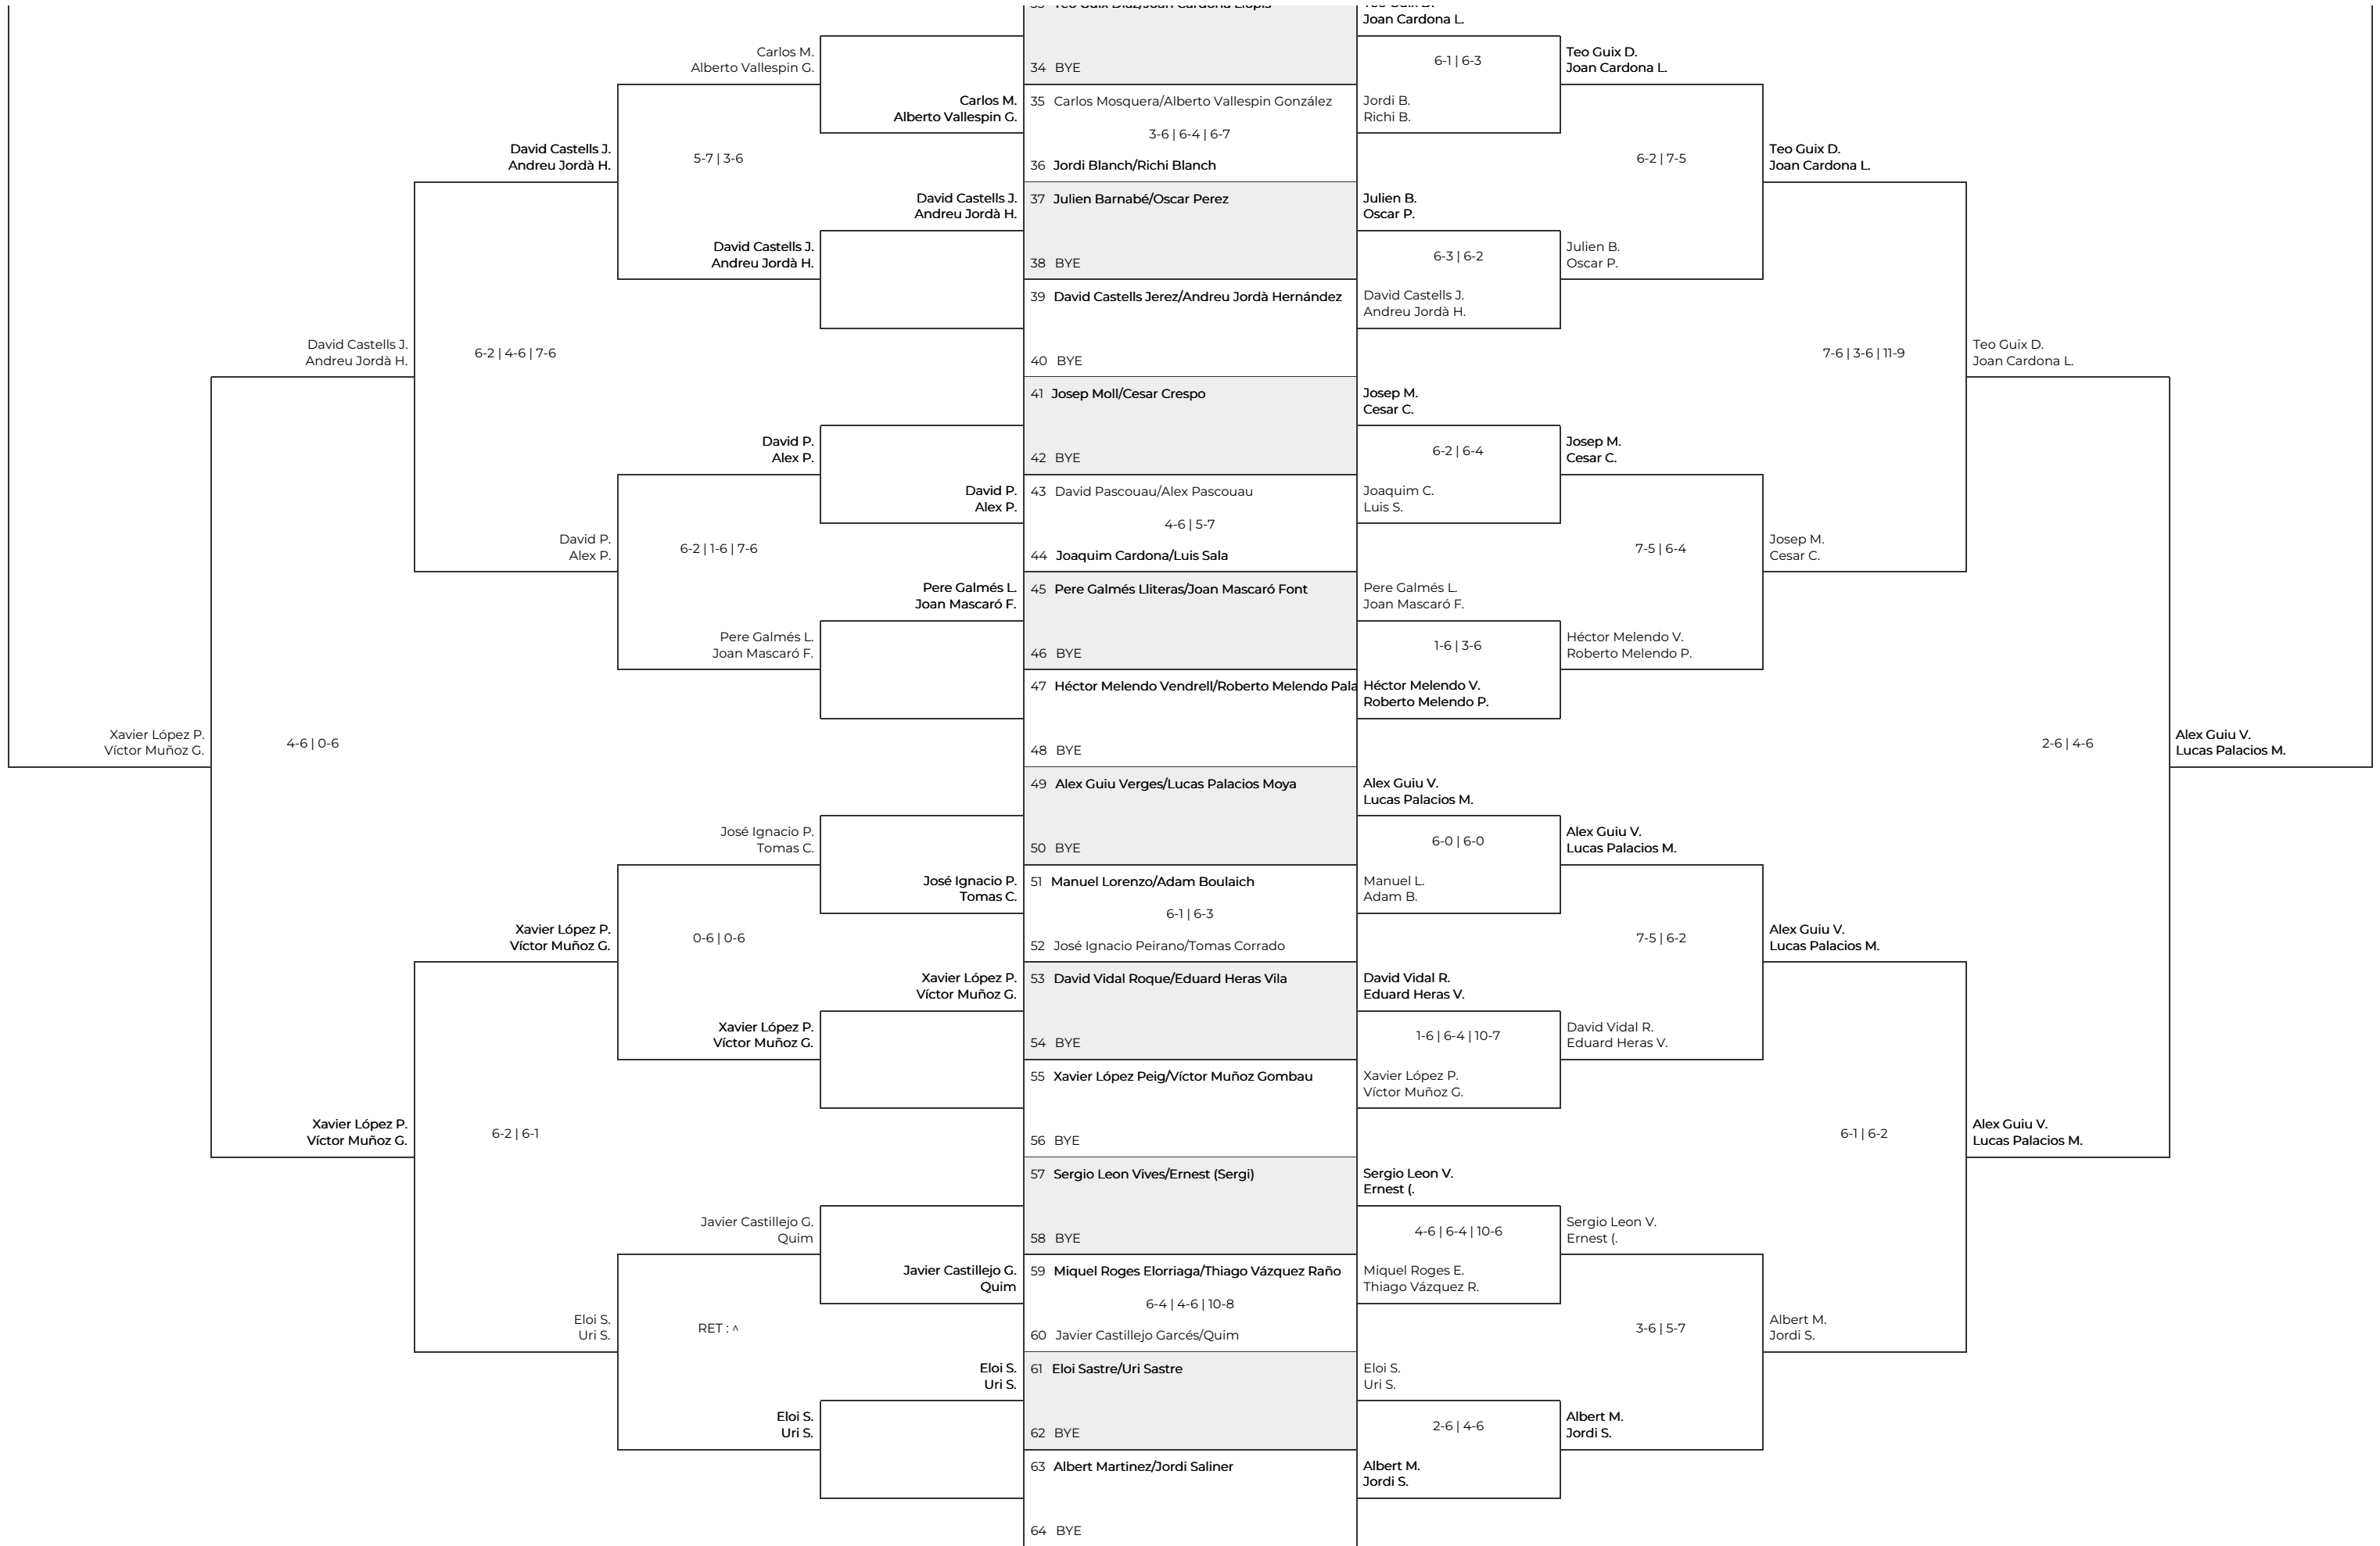 33 Teo Guix Díaz/Joan Cardona Llopis
Teo Guix D.
Joan Cardona L.
Carlos M.
Alberto Vallespin G.
34 BYE
6-1 | 6-3
Teo Guix D.
Joan Cardona L.
Carlos M.
Alberto Vallespin G.
35 Carlos Mosquera/Alberto Vallespin González
Jordi B.
Richi B.
3-6 | 6-4 | 6-7
David Castells J.
Andreu Jordà H.
5-7 | 3-6
36 Jordi Blanch/Richi Blanch
6-2 | 7-5
Teo Guix D.
Joan Cardona L.
David Castells J.
Andreu Jordà H.
37 Julien Barnabé/Oscar Perez
Julien B.
Oscar P.
David Castells J.
Andreu Jordà H.
38 BYE
6-3 | 6-2
Julien B.
Oscar P.
39 David Castells Jerez/Andreu Jordà Hernández
David Castells J.
Andreu Jordà H.
David Castells J.
Andreu Jordà H.
6-2 | 4-6 | 7-6
40 BYE
7-6 | 3-6 | 11-9
Teo Guix D.
Joan Cardona L.
41 Josep Moll/Cesar Crespo
Josep M.
Cesar C.
David P.
Alex P.
42 BYE
6-2 | 6-4
Josep M.
Cesar C.
David P.
Alex P.
43 David Pascouau/Alex Pascouau
Joaquim C.
Luis S.
4-6 | 5-7
David P.
Alex P.
6-2 | 1-6 | 7-6
44 Joaquim Cardona/Luis Sala
7-5 | 6-4
Josep M.
Cesar C.
Pere Galmés L.
Joan Mascaró F.
45 Pere Galmés Lliteras/Joan Mascaró Font
Pere Galmés L.
Joan Mascaró F.
Pere Galmés L.
Joan Mascaró F.
46 BYE
1-6 | 3-6
Héctor Melendo V.
Roberto Melendo P.
47 Héctor Melendo Vendrell/Roberto Melendo Pala
Héctor Melendo V.
Roberto Melendo P.
Xavier López P.
Víctor Muñoz G.
4-6 | 0-6
48 BYE
2-6 | 4-6
Alex Guiu V.
Lucas Palacios M.
49 Alex Guiu Verges/Lucas Palacios Moya
Alex Guiu V.
Lucas Palacios M.
José Ignacio P.
Tomas C.
50 BYE
6-0 | 6-0
Alex Guiu V.
Lucas Palacios M.
José Ignacio P.
Tomas C.
51 Manuel Lorenzo/Adam Boulaich
Manuel L.
Adam B.
6-1 | 6-3
Xavier López P.
Víctor Muñoz G.
0-6 | 0-6
52 José Ignacio Peirano/Tomas Corrado
7-5 | 6-2
Alex Guiu V.
Lucas Palacios M.
Xavier López P.
Víctor Muñoz G.
53 David Vidal Roque/Eduard Heras Vila
David Vidal R.
Eduard Heras V.
Xavier López P.
Víctor Muñoz G.
54 BYE
1-6 | 6-4 | 10-7
David Vidal R.
Eduard Heras V.
55 Xavier López Peig/Víctor Muñoz Gombau
Xavier López P.
Víctor Muñoz G.
Xavier López P.
Víctor Muñoz G.
6-2 | 6-1
56 BYE
6-1 | 6-2
Alex Guiu V.
Lucas Palacios M.
57 Sergio Leon Vives/Ernest (Sergi)
Sergio Leon V.
Ernest (.
Javier Castillejo G.
Quim
58 BYE
4-6 | 6-4 | 10-6
Sergio Leon V.
Ernest (.
Javier Castillejo G.
Quim
59 Miquel Roges Elorriaga/Thiago Vázquez Raño
Miquel Roges E.
Thiago Vázquez R.
6-4 | 4-6 | 10-8
Eloi S.
Uri S.
RET : ^
60 Javier Castillejo Garcés/Quim
3-6 | 5-7
Albert M.
Jordi S.
Eloi S.
Uri S.
61 Eloi Sastre/Uri Sastre
Eloi S.
Uri S.
Eloi S.
Uri S.
62 BYE
2-6 | 4-6
Albert M.
Jordi S.
63 Albert Martinez/Jordi Saliner
Albert M.
Jordi S.
64 BYE